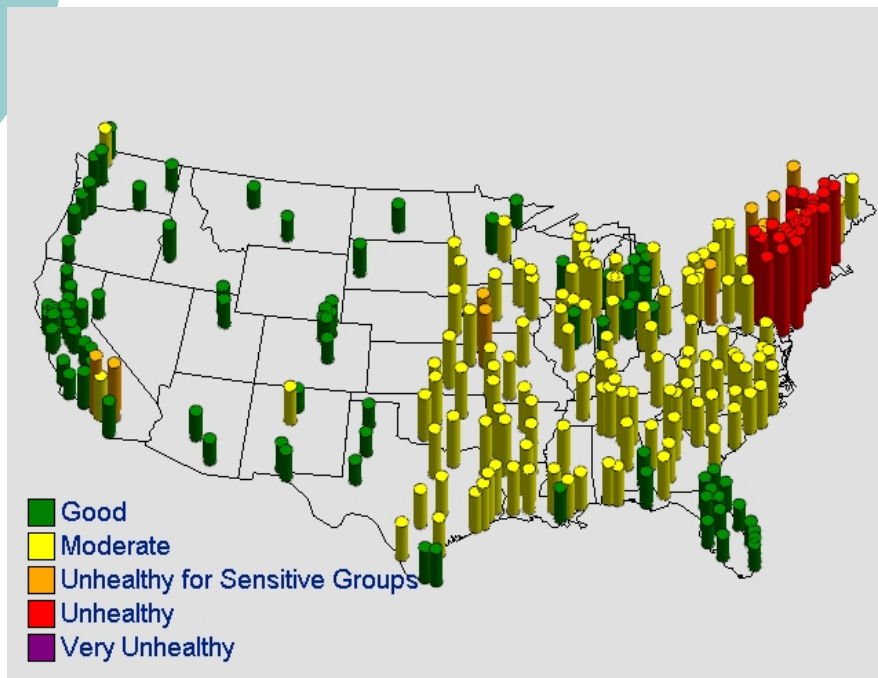 Good
Moderate
Unhealthy for Sensitive Groups
Unhealthy
Very Unhealthy